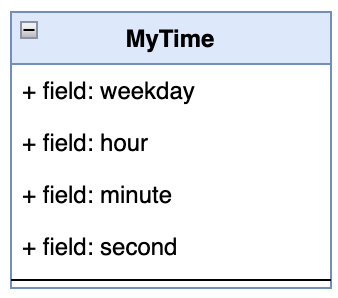 MyTime
+ field: weekday
+ field: hour
+ field: minute
+ field: second